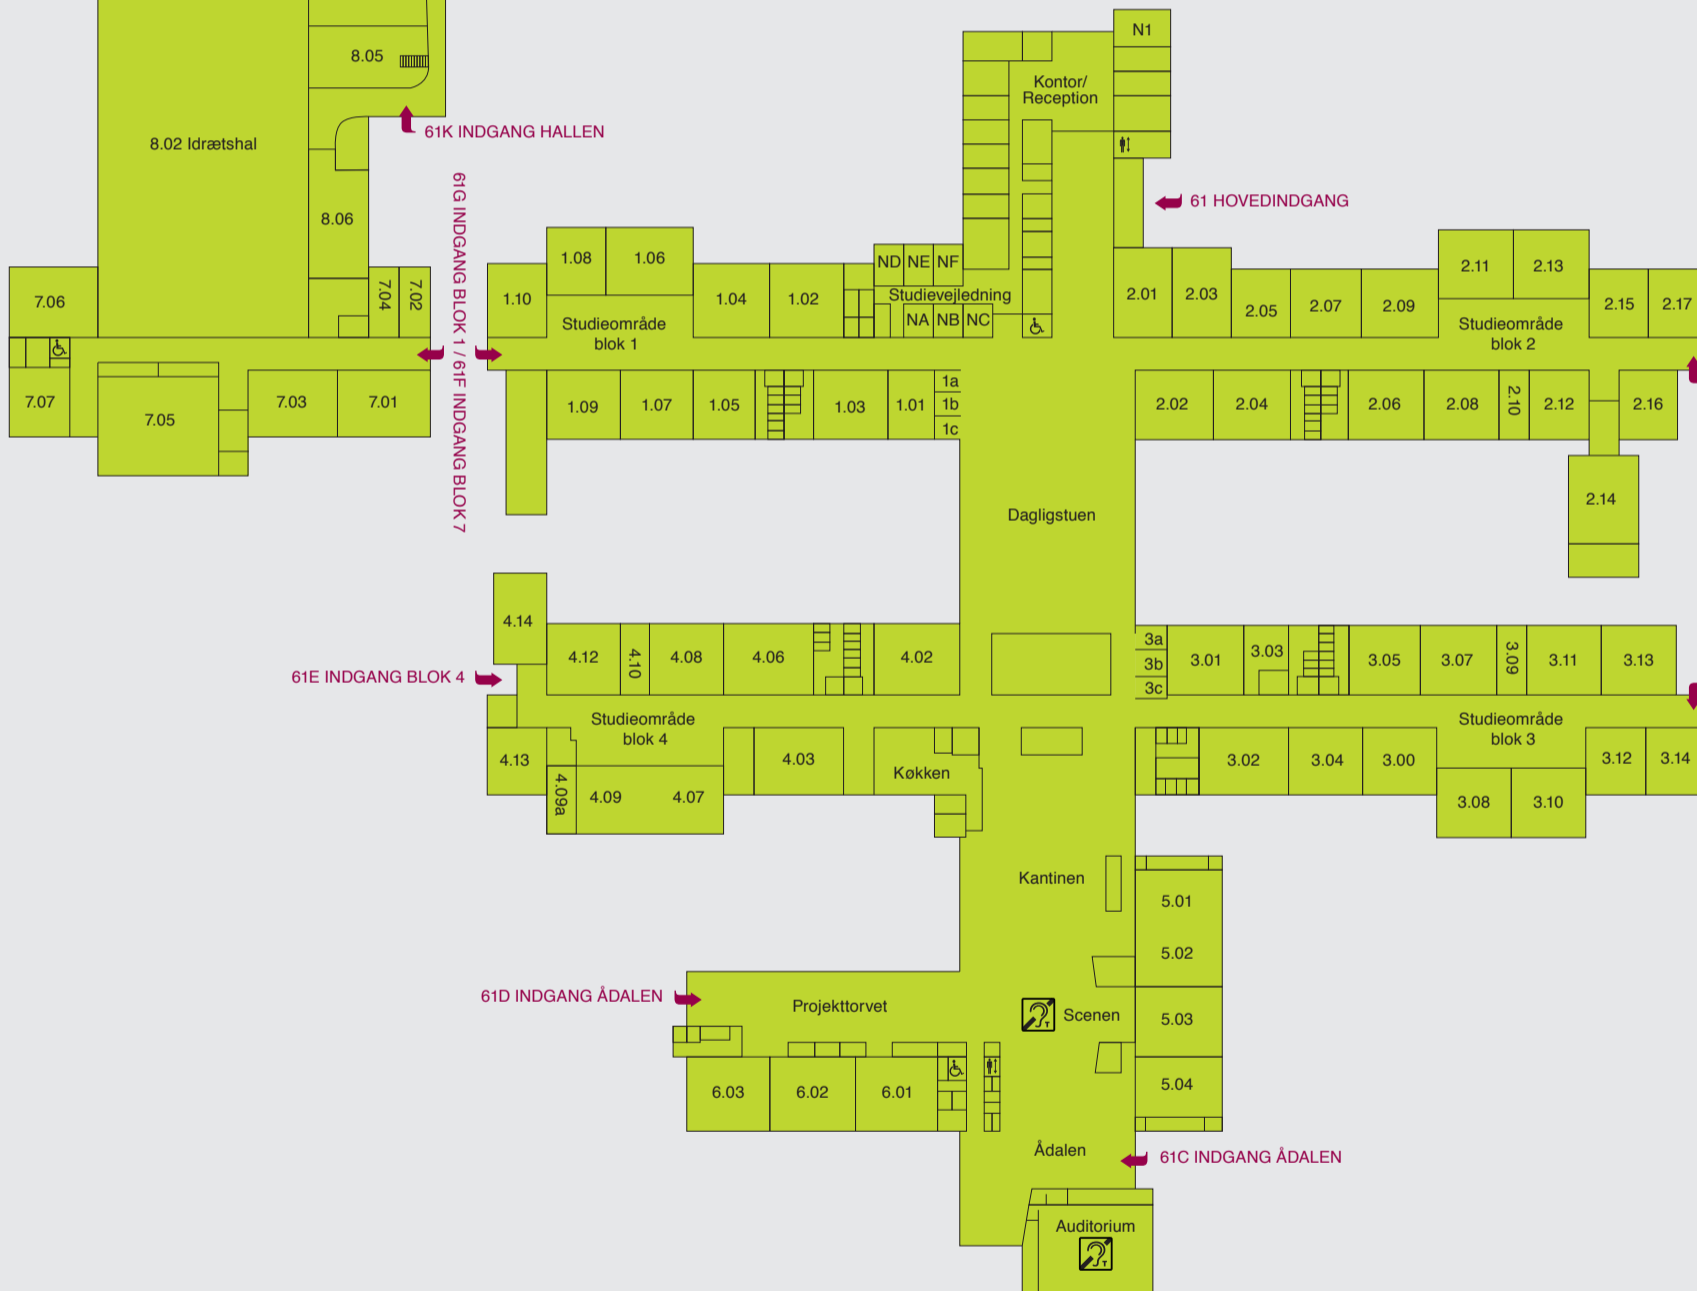 N1
8.05
Kontor/
Reception
61K INDGANG HALLEN
8.02 Idrætshal
61 HOVEDINDGANG
8.06
61G INDGANG BLOK 1 / 61F INDGANG BLOK 7
1.08
1.06
ND
NE
NF
2.11
2.13
7.06
7.04
7.02
1.10
1.04
1.02
Studievejledning
2.01
2.03
2.05
2.07
2.09
2.15
2.17
NA
NB
NC
Studieområde
blok 1
Studieområde
blok 2
7.07
7.05
7.03
7.01
1.09
1.07
1.05
1.03
1.01
1a
1b
1c
2.02
2.04
2.06
2.08
2.10
2.12
2.16
2.14
Dagligstuen
4.14
4.12
4.10
4.08
4.06
4.02
3a
3b
3c
3.01
3.03
3.05
3.07
3.09
3.11
3.13
61E INDGANG BLOK 4
Studieområde
blok 4
Studieområde
blok 3
4.13
4.09a
4.09
4.07
4.03
Køkken
3.02
3.04
3.00
3.08
3.10
3.12
3.14
Kantinen
5.01
5.02
61D INDGANG ÅDALEN
Projekttorvet
T
Scenen
5.03
6.03
6.02
6.01
5.04
Ådalen
61C INDGANG ÅDALEN
Auditorium
T